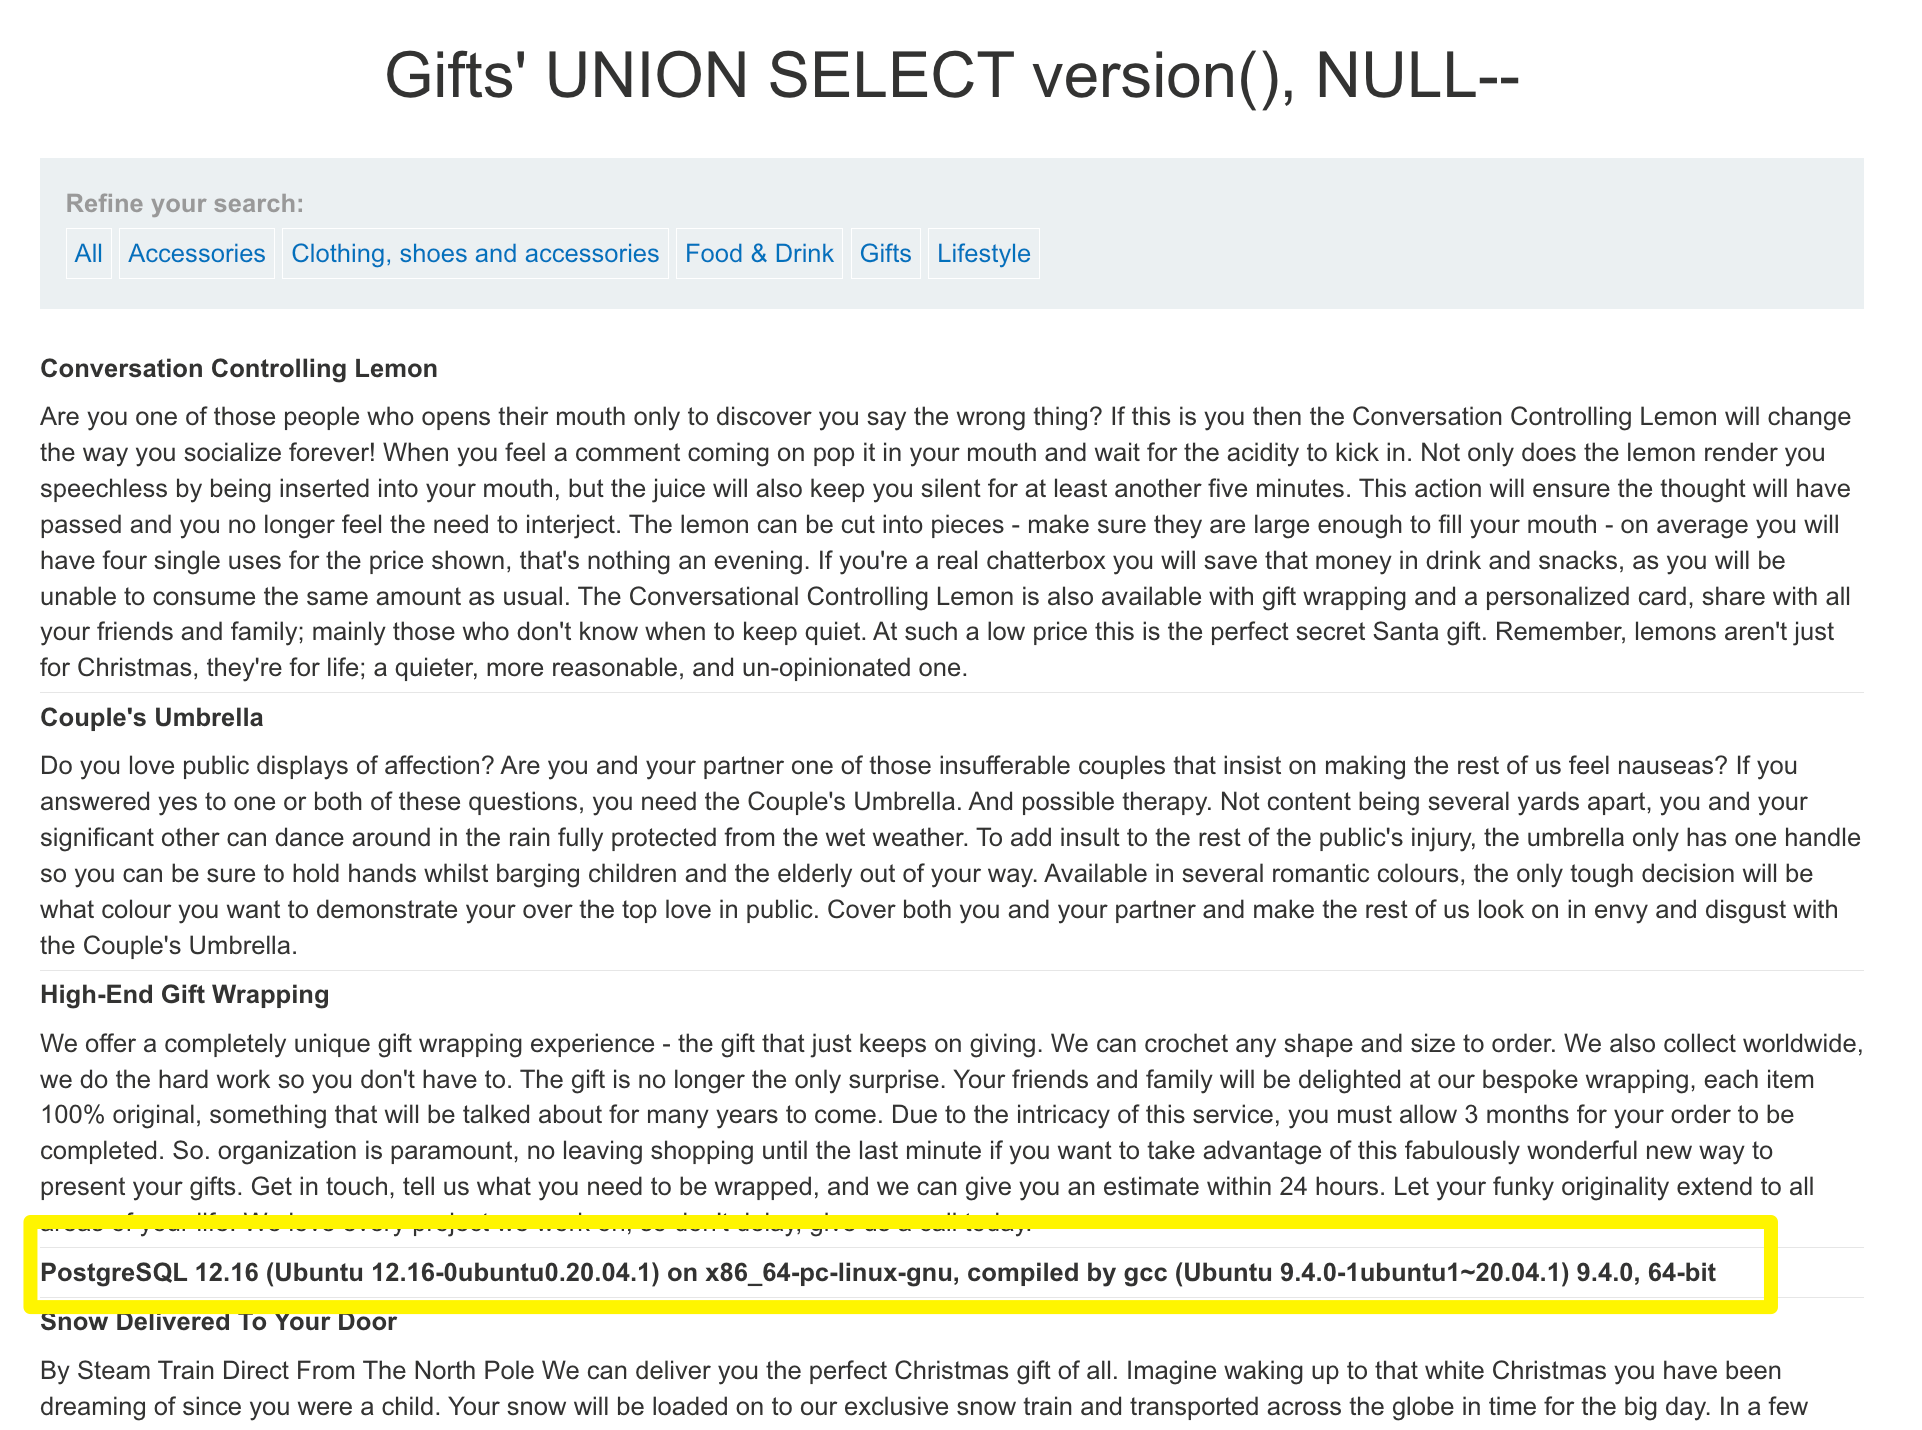 Gifts' UNION SELECT version(), NULL--
Refine your search:
All Accessories Clothing, shoes and accessories Food & Drink Gifts Lifestyle
Conversation Controlling Lemon
Are you one of those people who opens their mouth only to discover you say the wrong thing? If this is you then the Conversation Controlling Lemon will change
the way you socialize forever! When you feel a comment coming on pop it in your mouth and wait for the acidity to kick in. Not only does the lemon render you
speechless by being inserted into your mouth, but the juice will also keep you silent for at least another five minutes. This action will ensure the thought will have
passed and you no longer feel the need to interject. The lemon can be cut into pieces - make sure they are large enough to fill your mouth - on average you will
have four single uses for the price shown, that's nothing an evening. If you're a real chatterbox you will save that money in drink and snacks, as you will be
unable to consume the same amount as usual. The Conversational Controlling Lemon is also available with gift wrapping and a personalized card, share with all
your friends and family; mainly those who don't know when to keep quiet. At such a low price this is the perfect secret Santa gift. Remember, lemons aren't just
for Christmas, they're for life; a quieter, more reasonable, and un-opinionated one.
Couple's Umbrella
Do you love public displays of affection? Are you and your partner one of those insufferable couples that insist on making the rest of us feel nauseas? If you
answered yes to one or both of these questions, you need the Couple's Umbrella. And possible therapy. Not content being several yards apart, you and your
significant other can dance around in the rain fully protected from the wet weather. To add insult to the rest of the public's injury, the umbrella only has one handle
so you can be sure to hold hands whilst barging children and the elderly out of your way. Available in several romantic colours, the only tough decision will be
what colour you want to demonstrate your over the top love in public. Cover both you and your partner and make the rest of us look on in envy and disgust with
the Couple's Umbrella.
High-End Gift Wrapping
We offer a completely unique gift wrapping experience - the gift that just keeps on giving. We can crochet any shape and size to order. We also collect worldwide,
we do the hard work so you don't have to. The gift is no longer the only surprise. Your friends and family will be delighted at our bespoke wrapping, each item
100% original, something that will be talked about for many years to come. Due to the intricacy of this service, you must allow 3 months for your order to be
completed. So. organization is paramount, no leaving shopping until the last minute if you want to take advantage of this fabulously wonderful new way to
present your gifts. Get in touch, tell us what you need to be wrapped, and we can give you an estimate within 24 hours. Let your funky originality extend to all
areas of your life. We love every project we work on, so don't delay, give us a call today.
PostgreSQL 12.16 (Ubuntu 12.16-0ubuntu0.20.04.1) on x86_64-pc-linux-gnu, compiled by gcc (Ubuntu 9.4.0-1ubuntu1~20.04.1) 9.4.0, 64-bit
Snow Delivered To Your Door
By Steam Train Direct From The North Pole We can deliver you the perfect Christmas gift of all. Imagine waking up to that white Christmas you have been
dreaming of since you were a child. Your snow will be loaded on to our exclusive snow train and transported across the globe in time for the big day. In a few